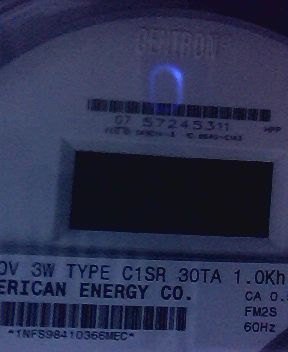 CENTRON
07 57245311
0V 3W TYPE C1SR 30TA 1.0Kh
ERICAN ENERGY CO.
CA 0.
FM2S
60Hz
*1NFS98410366MEC*